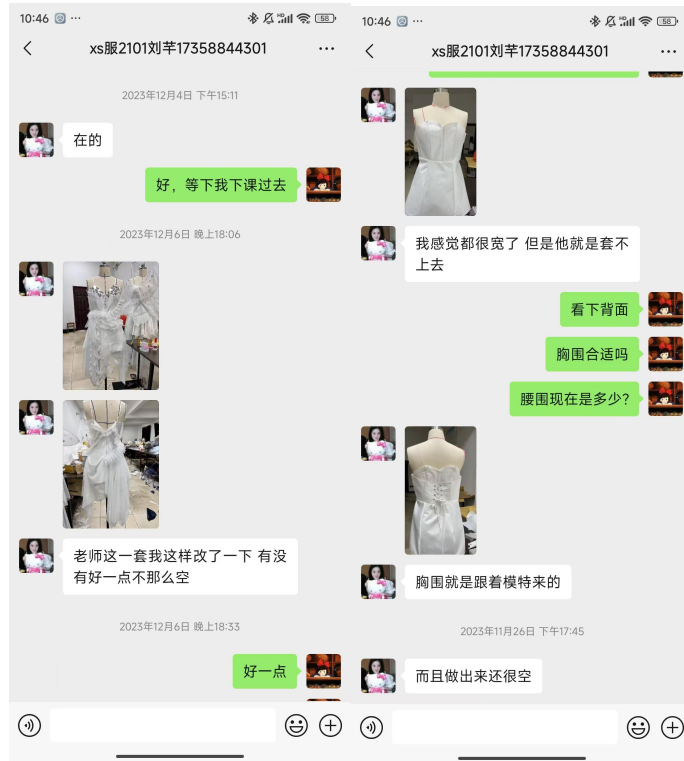 10:46
58
xs服2101刘芊17358844301
2023年12月4日 下午15:11
在的
好，等下我下课过去
2023年12月6日 晚上18:06
老师这一套我这样改了一下 有没
有好一点不那么空
2023年12月6日 晚上18:33
好一点
10:46
58
xs服2101刘芊17358844301
我感觉都很宽了 但是他就是套不
上去
看下背面
胸围合适吗
腰围现在是多少?
胸围就是跟着模特来的
2023年11月26日 下午17:45
而且做出来还很空